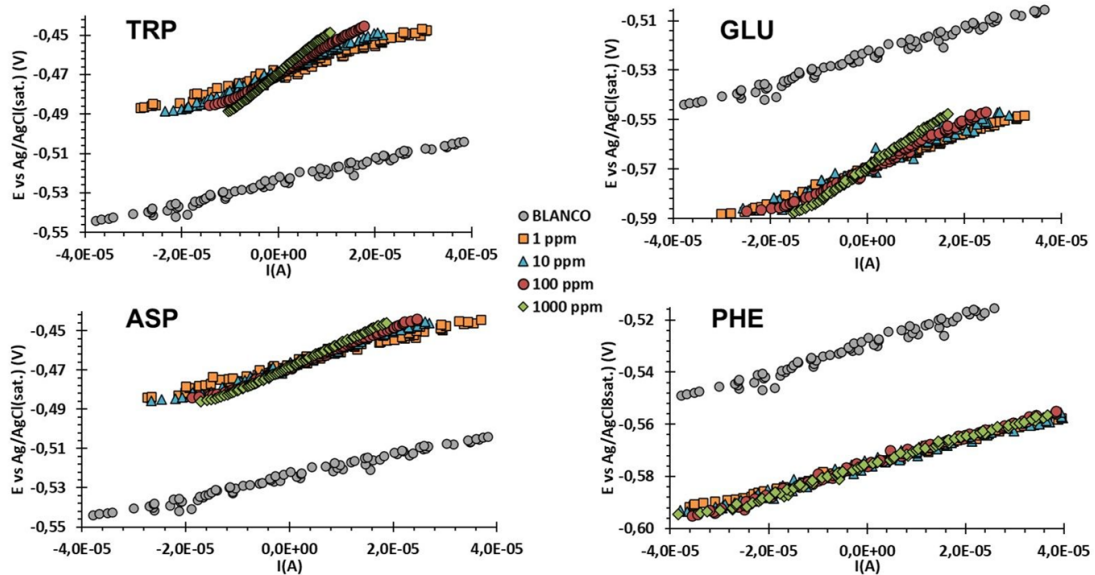 TRP
E vs Ag/AgCl(sat.) (V)
-0,45
-0,47
-0,49
-0,51
-0,53
-0,55
-4,0E-05 -2,0E-05 0,0E+00 2,0E-05 4,0E-05
I(A)
GLU
E vs Ag/AgCl(sat.) (V)
-0,51
-0,53
-0,55
-0,57
-0,59
-4,0E-05 -2,0E-05 0,0E+00 2,0E-05 4,0E-05
I(A)
BLANCO
1 ppm
10 ppm
100 ppm
1000 ppm
ASP
E vs Ag/AgCl(sat.) (V)
-0,45
-0,47
-0,49
-0,51
-0,53
-0,55
-4,0E-05 -2,0E-05 0,0E+00 2,0E-05 4,0E-05
I(A)
PHE
E vs Ag/AgCl8sat.) (V)
-0,52
-0,54
-0,56
-0,58
-0,60
-4,0E-05 -2,0E-05 0,0E+00 2,0E-05 4,0E-05
I(A)